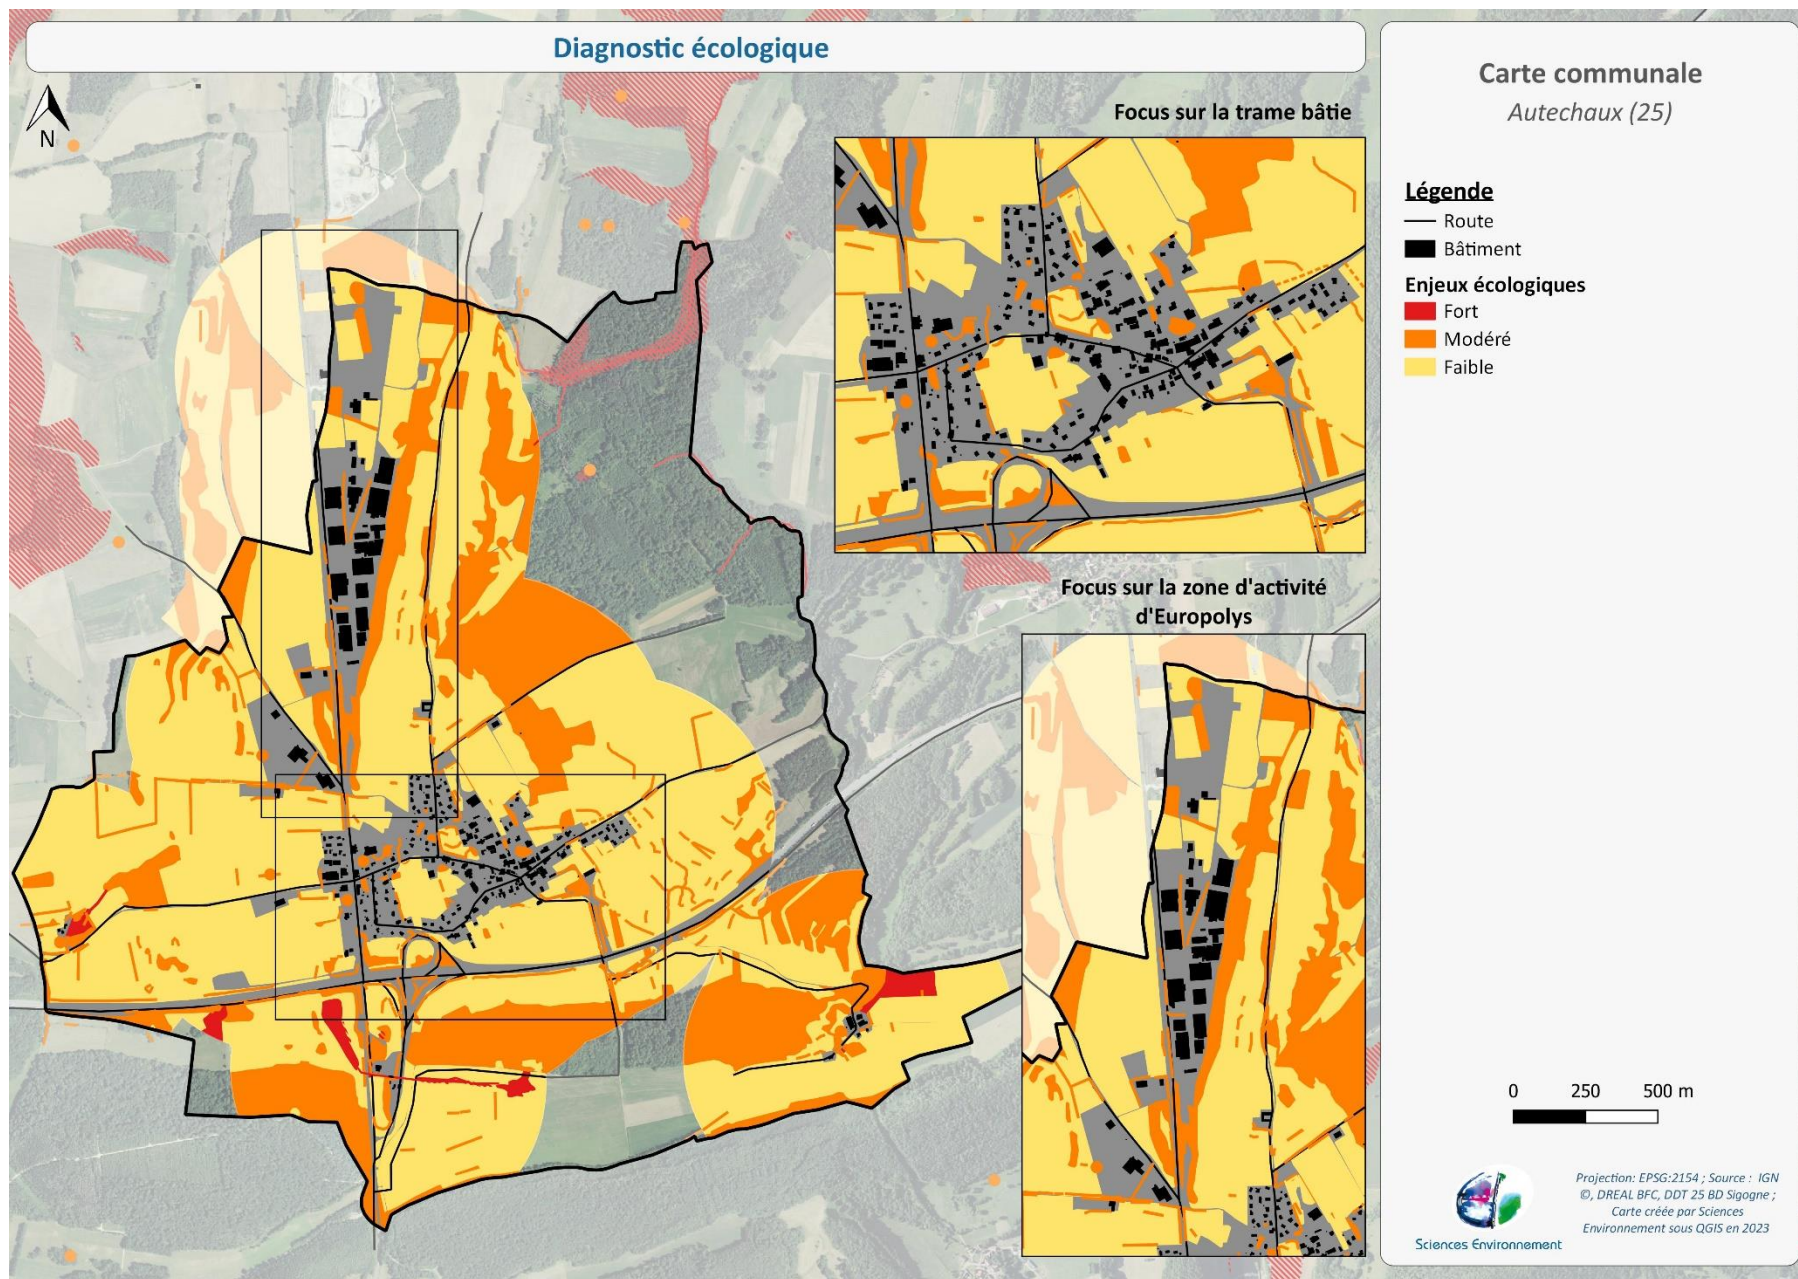 Diagnostic écologique
N
Focus sur la trame bâtie
Focus sur la zone d'activité
d'Europolys
Carte communale
Autechaux (25)
Légende
Route
Bâtiment
Enjeux écologiques
Fort
Modéré
Faible
0 250 500 m
Projection: EPSG:2154 ; Source : IGN
©, DREAL BFC, DDT 25 BD Sigogne ;
Carte créée par Sciences
Environnement sous QGIS en 2023
Sciences Environnement